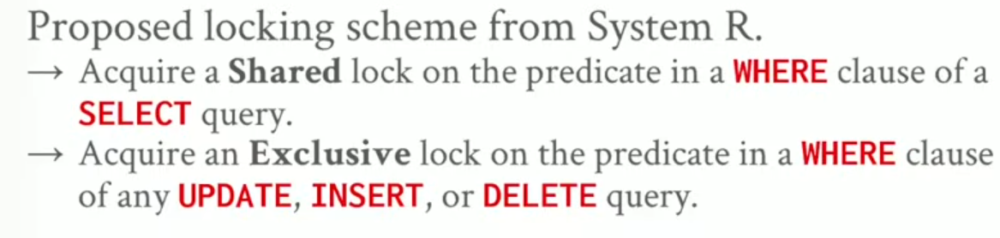 Proposed locking scheme from System R.
→ Acquire a Shared lock on the predicate in a WHERE clause of a
SELECT query.
→ Acquire an Exclusive lock on the predicate in a WHERE clause
of any UPDATE, INSERT, or DELETE query.